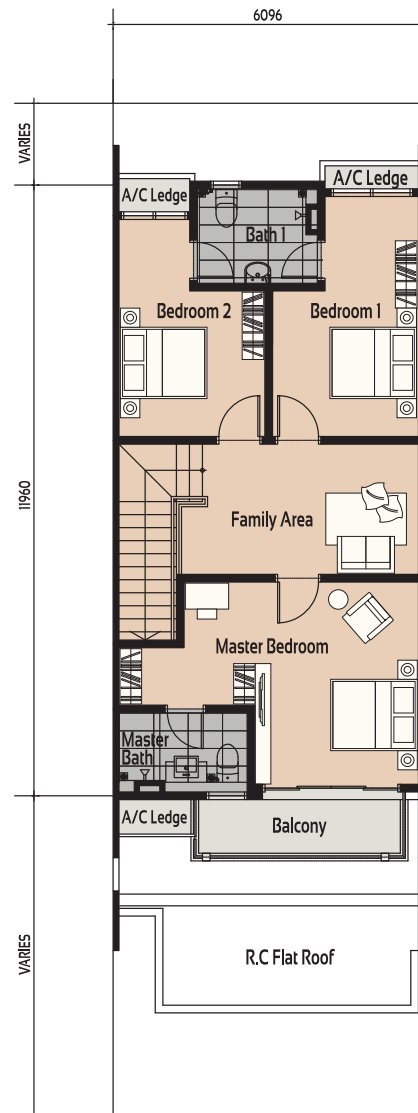 6096
VARIES
A/C Ledge
A/C Ledge
Bath 1
Bedroom 2
Bedroom 1
11960
Family Area
Master Bedroom
Master
Bath
A/C Ledge
Balcony
VARIES
R.C Flat Roof